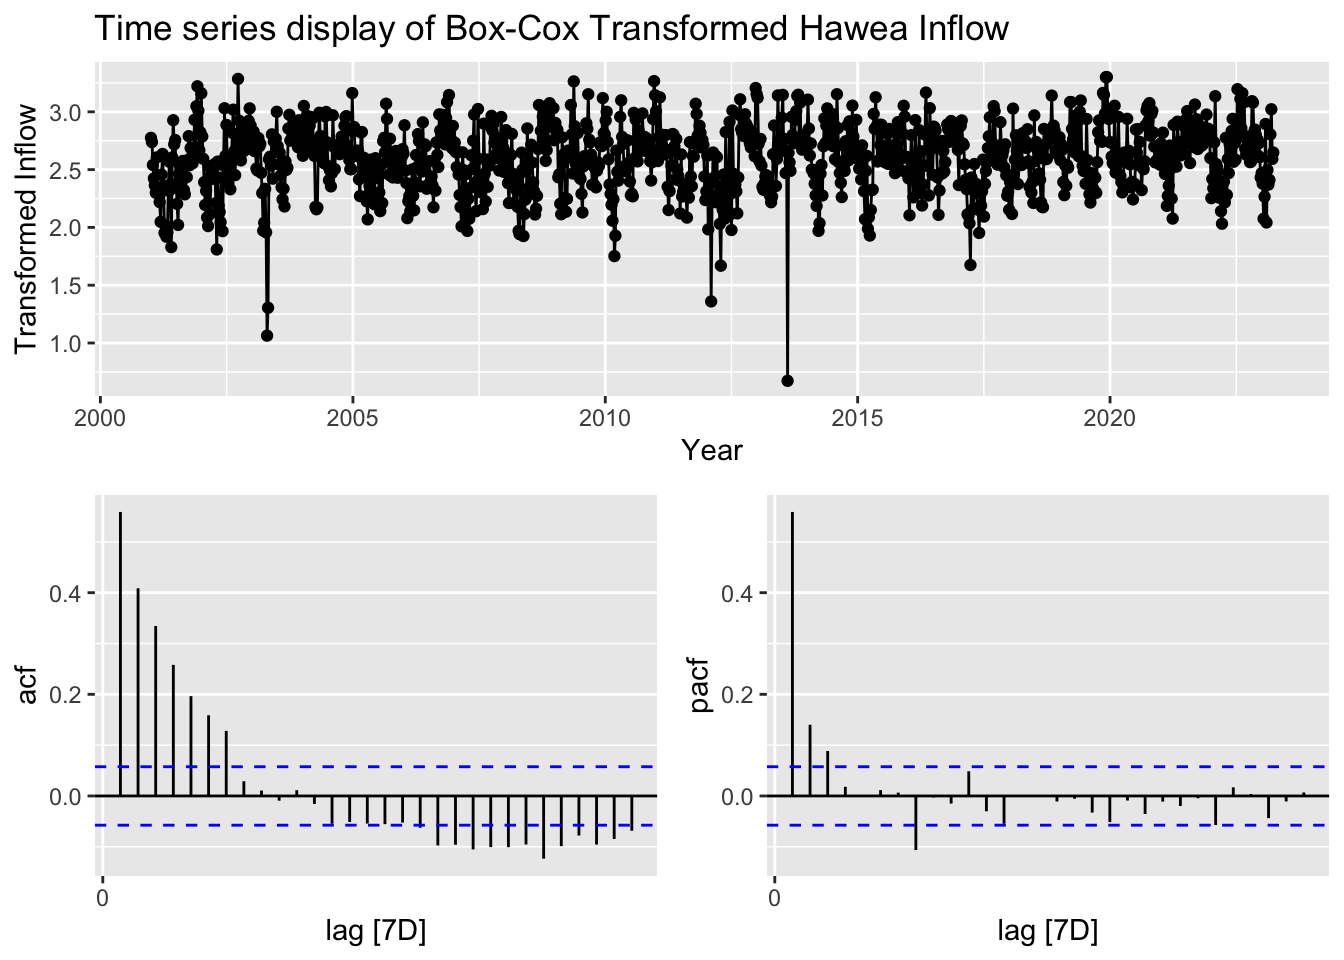 Time series display of Box-Cox Transformed Hawea Inflow
Transformed Inflow
3.0
2.5
2.0
1.5
1.0
2000
2005
2010
2015
2020
Year
acf
0.4
0.2
0.0
0
lag [7D]
pacf
0.4
0.2
0.0
0
lag [7D]